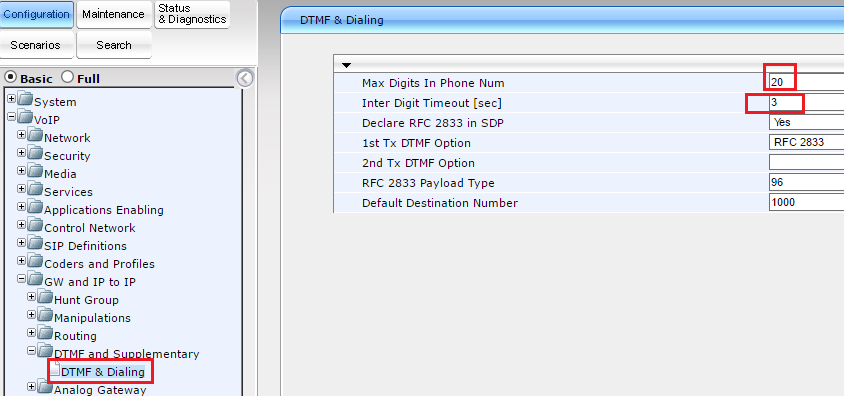 Configuration
Maintenance
Status
& Diagnostics
Scenarios
Search
Basic
Full
System
VoIP
Network
Security
Media
Services
Applications Enabling
Control Network
SIP Definitions
Coders and Profiles
GW and IP to IP
Hunt Group
Manipulations
Routing
DTMF and Supplementary
DTMF & Dialing
Analog Gateway
DTMF & Dialing
Max Digits In Phone Num 20
Inter Digit Timeout [sec] 3
Declare RFC 2833 in SDP Yes
1st Tx DTMF Option RFC 2833
2nd Tx DTMF Option
RFC 2833 Payload Type 96
Default Destination Number 1000